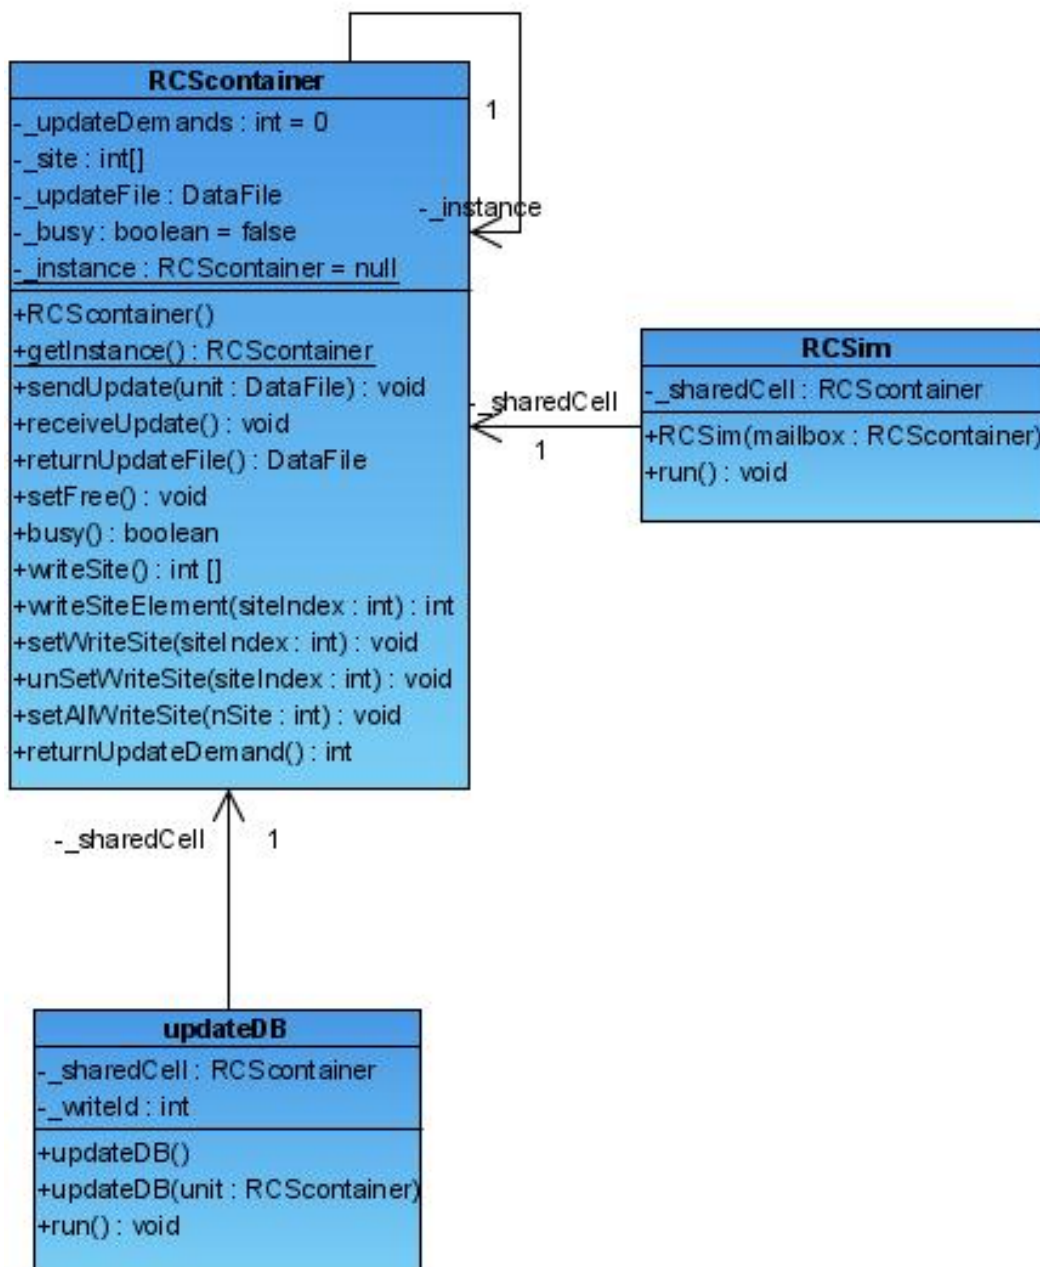 RCScontainer
-_updateDemands : int = 0
-_site : int[]
-_updateFile : DataFile
-_busy : boolean = false
-_instance : RCScontainer = null
+RCScontainer()
+getInstance() : RCScontainer
+sendUpdate(unit : DataFile) : void
+receiveUpdate() : void
+returnUpdateFile() : DataFile
+setFree() : void
+busy() : boolean
+writeSite() : int []
+writeSiteElement(siteIndex : int) : int
+setWriteSite(siteIndex : int) : void
+unSetWriteSite(siteIndex : int) : void
+setAllWriteSite(nSite : int) : void
+returnUpdateDemand() : int
1
-_instance
RCSim
-_sharedCell : RCScontainer
+RCSim(mailbox : RCScontainer)
+run() : void
-_sharedCell
1
-_sharedCell
1
updateDB
-_sharedCell : RCScontainer
-_writeId : int
+updateDB()
+updateDB(unit : RCScontainer)
+run() : void